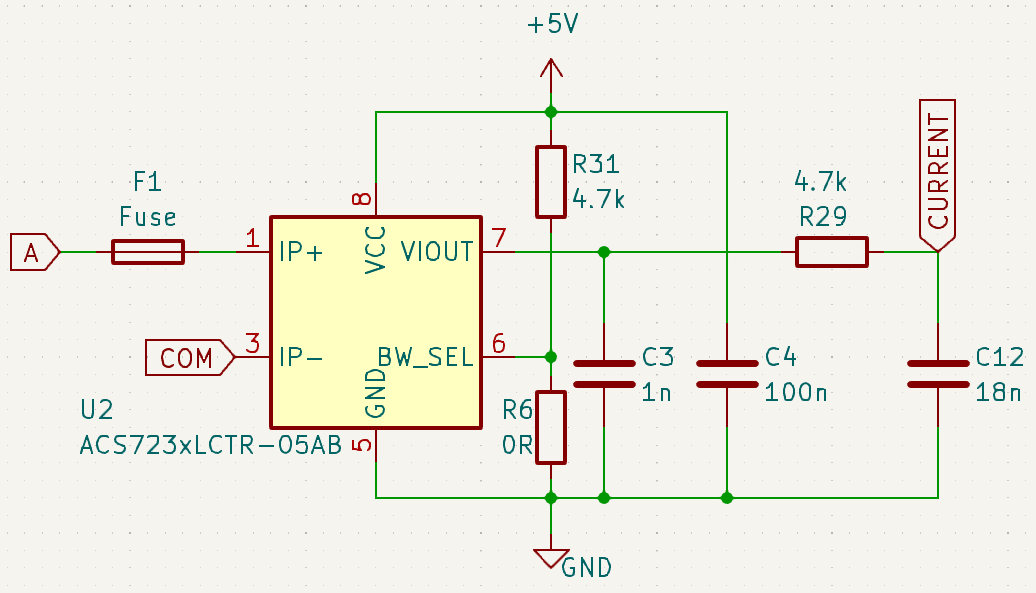 +5V
F1
Fuse
A
1
IP+
COM
3
IP-
8
VCC
VIOUT
7
BW_SEL
6
GND
5
U2
ACS723xLCTR-05AB
R31
4.7k
R6
0R
C3
1n
C4
100n
4.7k
R29
CURRENT
C12
18n
GND